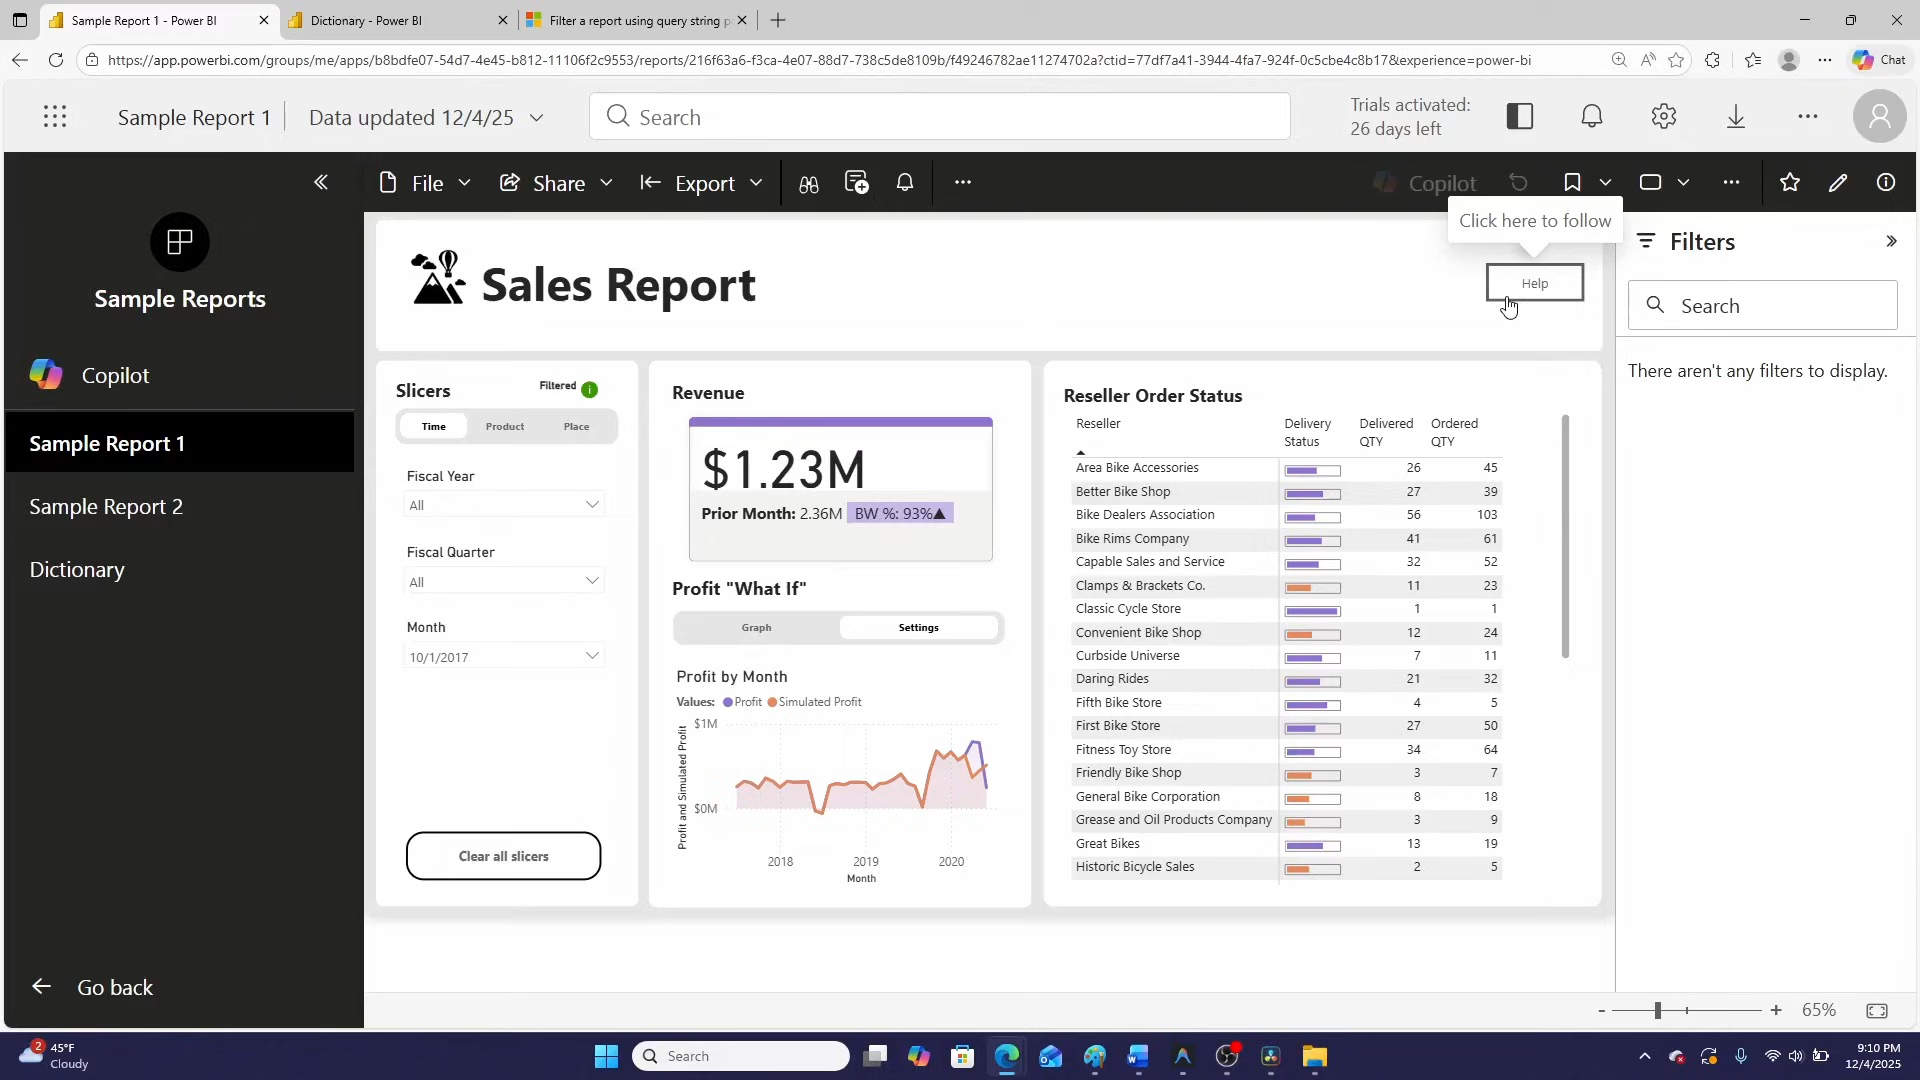 Sample Report 1 - Power BI
Dictionary - Power BI
Filter a report using query string p
https://app.powerbi.com/groups/me/apps/b8bdfe07-54d7-4e45-b812-11106f2c9553/reports/216f63a6-f3ca-4e07-88d7-738c5de8109b/f49246782ae11274702a?ctid=77df7a41-3944-4fa7-924f-0c5cbe4c8b17&experience=power-bi
Chat
Sample Report 1
Data updated 12/4/25
Search
Trials activated:
26 days left
File
Share
Export
Copilot
Click here to follow
Sample Reports
Copilot
Sample Report 1
Sample Report 2
Dictionary
Go back
Sales Report
Help
Filters
Search
There aren't any filters to display.
Slicers
Filtered
Time Product Place
Fiscal Year
All
Fiscal Quarter
All
Month
10/1/2017
Clear all slicers
Revenue
$1.23M
Prior Month: 2.36M BW %: 93%▲
Profit "What If"
Graph Settings
Profit by Month
Values: Profit Simulated Profit
Profit and Simulated Profit
$1M
$0M
2018 2019 2020
Month
Reseller Order Status
Reseller Delivery Status Delivered QTY Ordered QTY
Area Bike Accessories 26 45
Better Bike Shop 27 39
Bike Dealers Association 56 103
Bike Rims Company 41 61
Capable Sales and Service 32 52
Clamps & Brackets Co. 11 23
Classic Cycle Store 1 1
Convenient Bike Shop 12 24
Curbside Universe 7 11
Daring Rides 21 32
Fifth Bike Store 4 5
First Bike Store 27 50
Fitness Toy Store 34 64
Friendly Bike Shop 3 7
General Bike Corporation 8 18
Grease and Oil Products Company 3 9
Great Bikes 13 19
Historic Bicycle Sales 2 5
- + 65%
2
45°F
Cloudy
Search
9:10 PM
12/4/2025